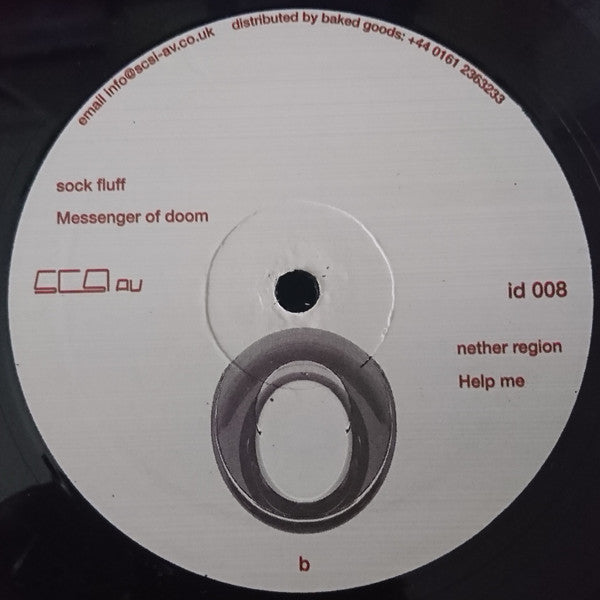 email info@scsi-av.co.uk
distributed by baked goods: +44 0161 2363233
sock fluff
Messenger of doom
SCSI AV
id 008
nether region
Help me
b